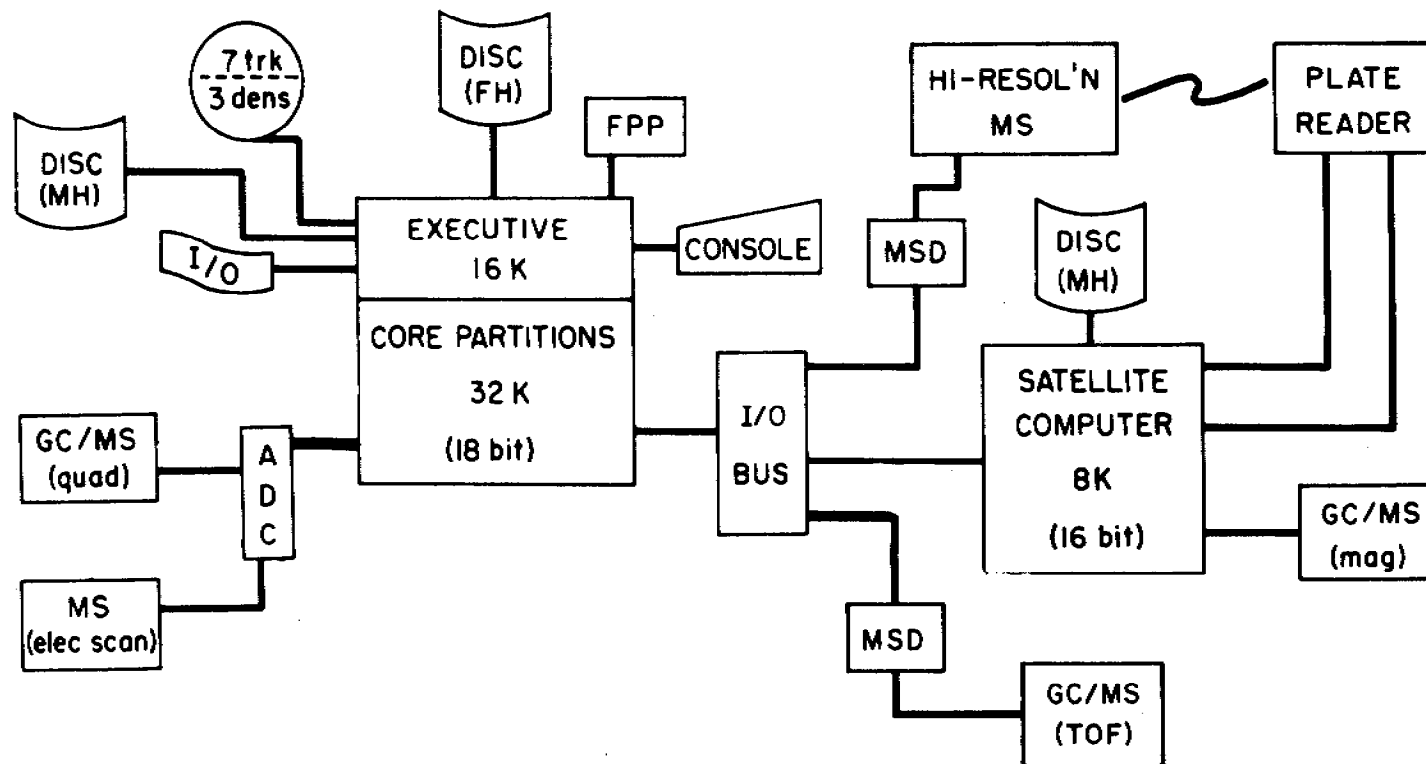 7 trk
3 dens
DISC
(FH)
FPP
HI-RESOL'N
MS
PLATE
READER
DISC
(MH)
EXECUTIVE
16 K
CONSOLE
MSD
DISC
(MH)
I/O
CORE PARTITIONS
32 K
(18 bit)
I/O
BUS
SATELLITE
COMPUTER
8K
(16 bit)
GC/MS
(quad)
A
D
C
GC/MS
(mag)
MS
(elec scan)
MSD
GC/MS
(TOF)